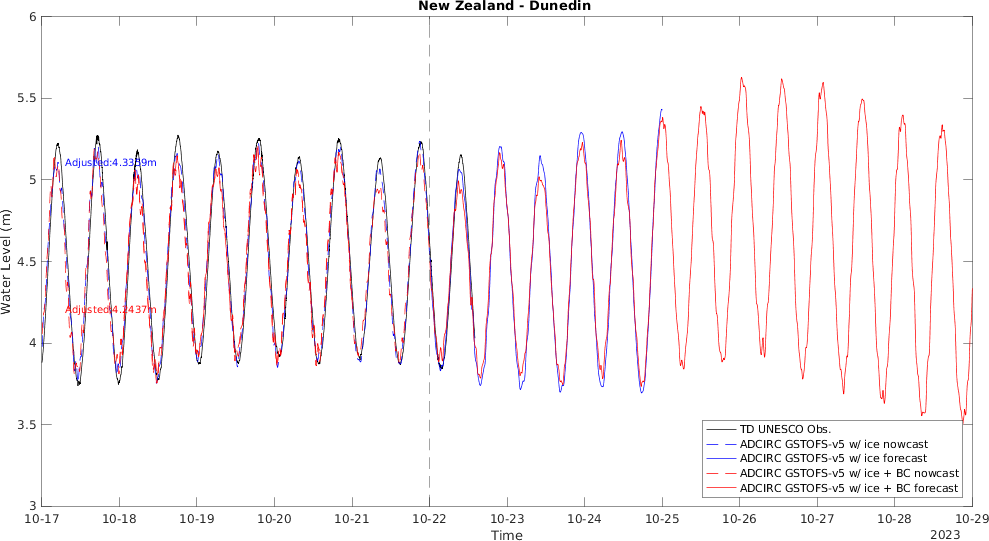 New Zealand - Dunedin
6
5.5
5
4.5
4
3.5
3
Water Level (m)
Adjusted:4.3339m
Adjusted:4.2437m
TD UNESCO Obs.
ADCIRC GSTOFS-v5 w/ ice nowcast
ADCIRC GSTOFS-v5 w/ ice forecast
ADCIRC GSTOFS-v5 w/ ice + BC nowcast
ADCIRC GSTOFS-v5 w/ ice + BC forecast
10-17 10-18 10-19 10-20 10-21 10-22 10-23 10-24 10-25 10-26 10-27 10-28 10-29
Time
2023